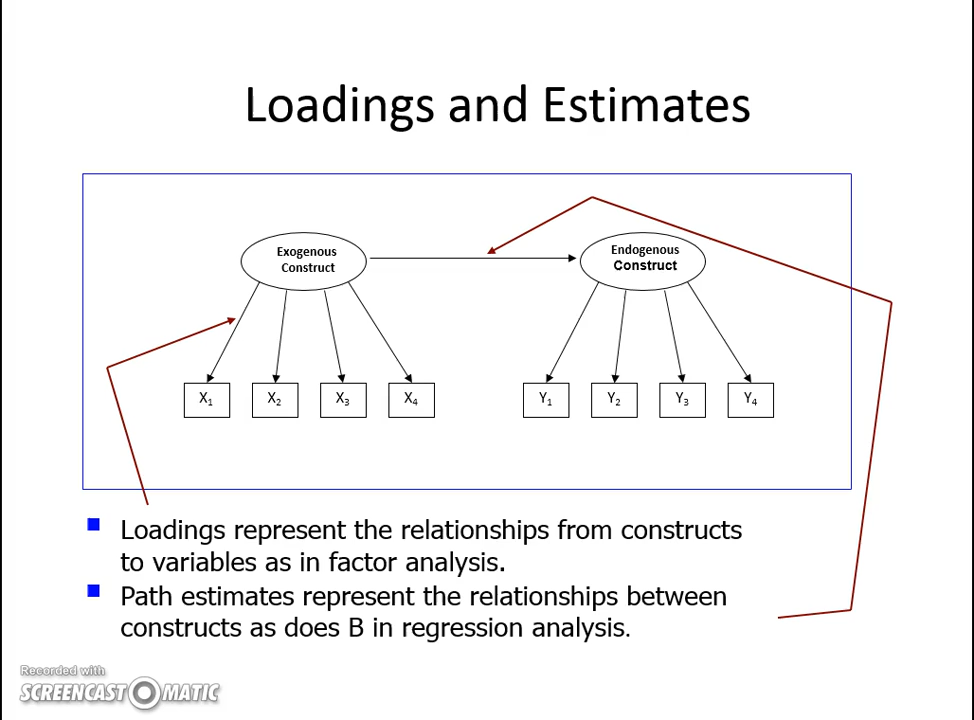 Loadings and Estimates
Exogenous
Construct
Endogenous
Construct
X₁ X₂ X₃ X₄ Y₁ Y₂ Y₃ Y₄
Loadings represent the relationships from constructs
to variables as in factor analysis.
Path estimates represent the relationships between
constructs as does B in regression analysis.
Recorded with
SCREENCAST MATIC